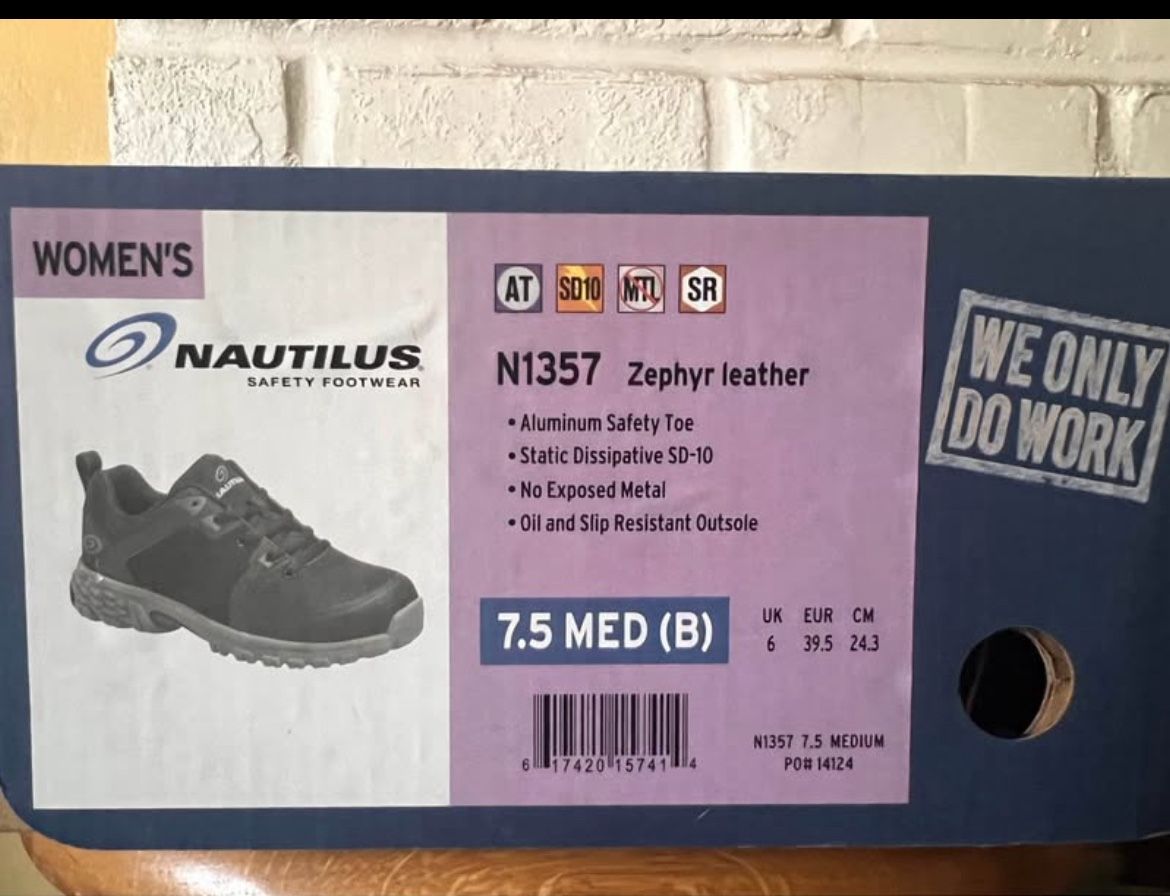 WOMEN'S
NAUTILUS
SAFETY FOOTWEAR
AT SD10 MTL SR
N1357 Zephyr leather
• Aluminum Safety Toe
• Static Dissipative SD-10
• No Exposed Metal
• Oil and Slip Resistant Outsole
7.5 MED (B)
UK EUR CM
6 39.5 24.3
6 17420 15741 4
N1357 7.5 MEDIUM
PO# 14124
WE ONLY
DO WORK